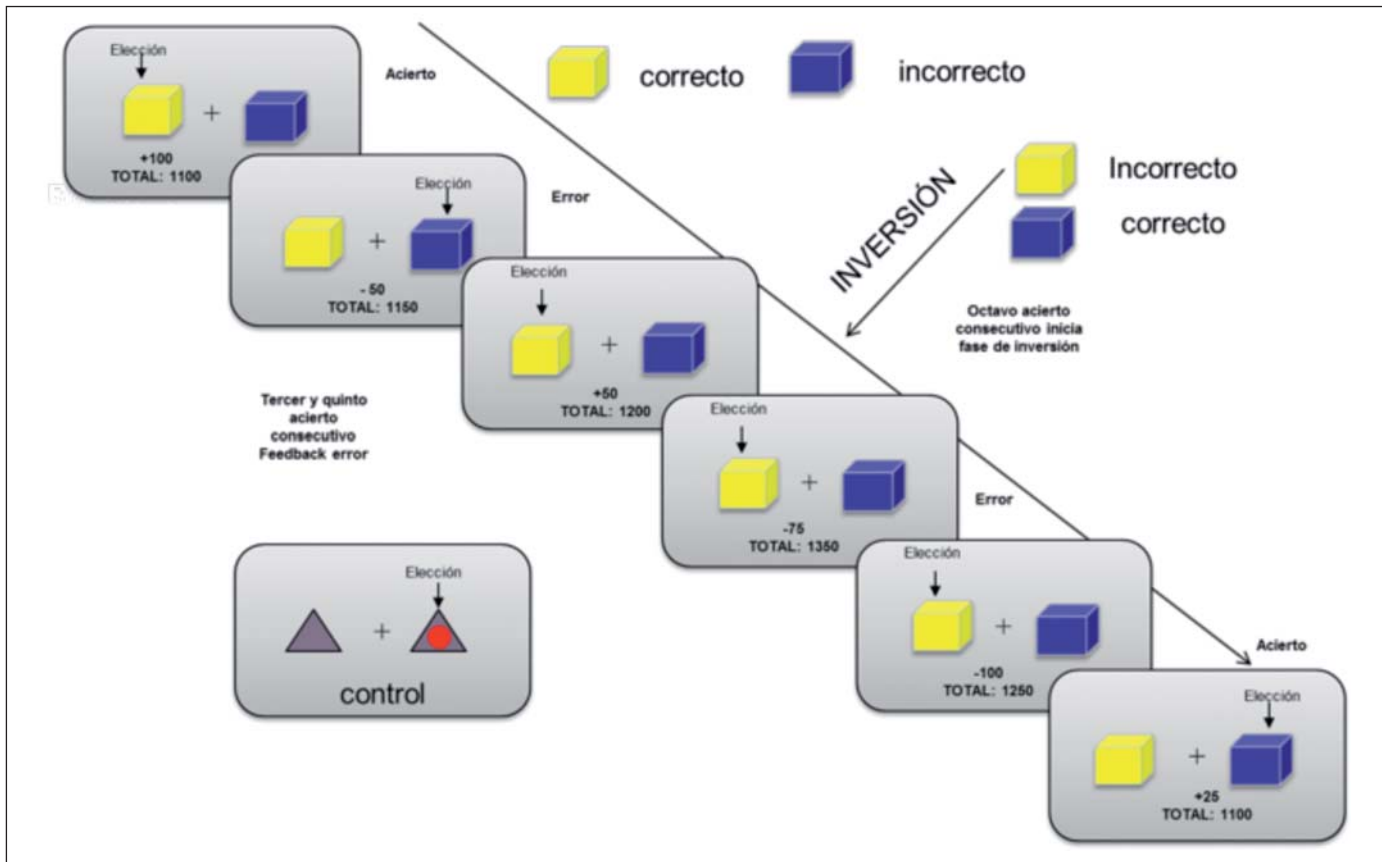 Elección
+
+100
TOTAL: 1100
Acierto
correcto
incorrecto
Elección
+
- 50
TOTAL: 1150
Error
Incorrecto
correcto
INVERSIÓN
Octavo acierto
consecutivo inicia
fase de inversión
Elección
+
+50
TOTAL: 1200
Tercer y quinto
acierto
consecutivo
Feedback error
Elección
+
-75
TOTAL: 1350
Error
Elección
+
control
Elección
+
-100
TOTAL: 1250
Acierto
Elección
+
+25
TOTAL: 1100